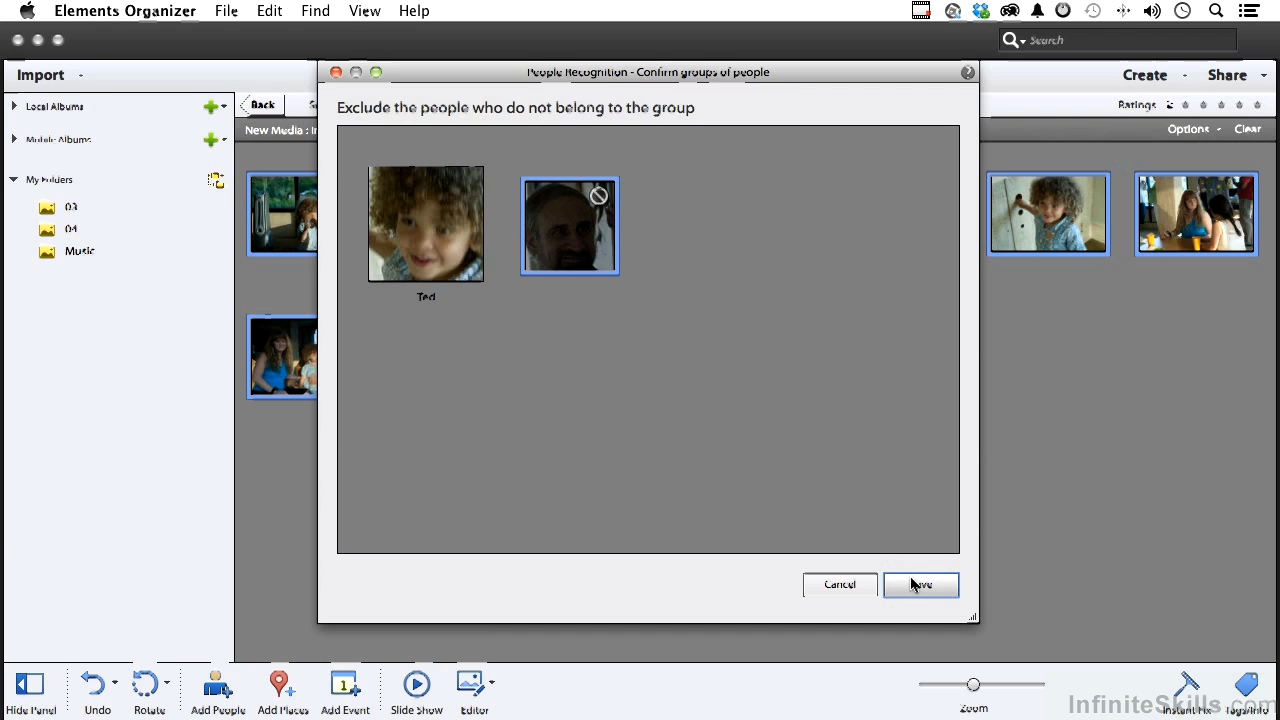 Elements Organizer File Edit Find View Help
Search
Import
Create Share
People Recognition - Confirm groups of people
Local Albums
Back
Ratings
Exclude the people who do not belong to the group
New Media :
Options Clear
Mobile Albums
My Folders
03
04
Music
Ted
Cancel
Hide Panel Undo Rotate Add People Add Places Add Event Slide Show Editor Zoom Instant Fix Tags/Info
InfiniteSkills.com